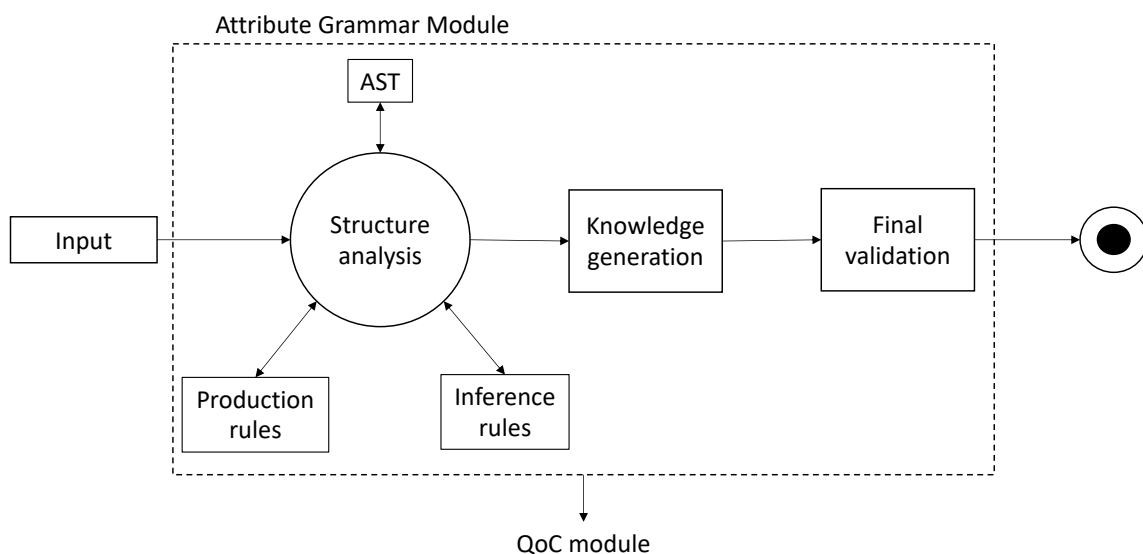 Attribute Grammar Module
AST
Input
Structure
analysis
Knowledge
generation
Final
validation
Production
rules
Inference
rules
QoC module